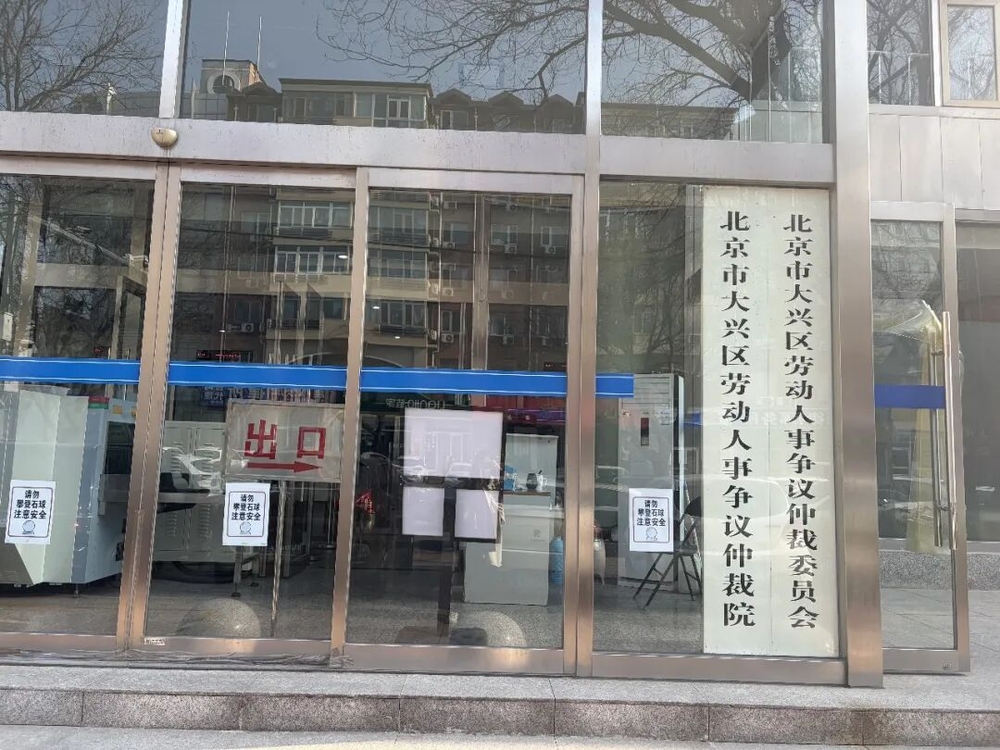 北京市大兴区劳动人事争议仲裁委员会
北京市大兴区劳动人事争议仲裁院
出口
请勿
攀登石球
注意安全
请勿
攀登石球
注意安全
请勿
攀登石球
注意安全